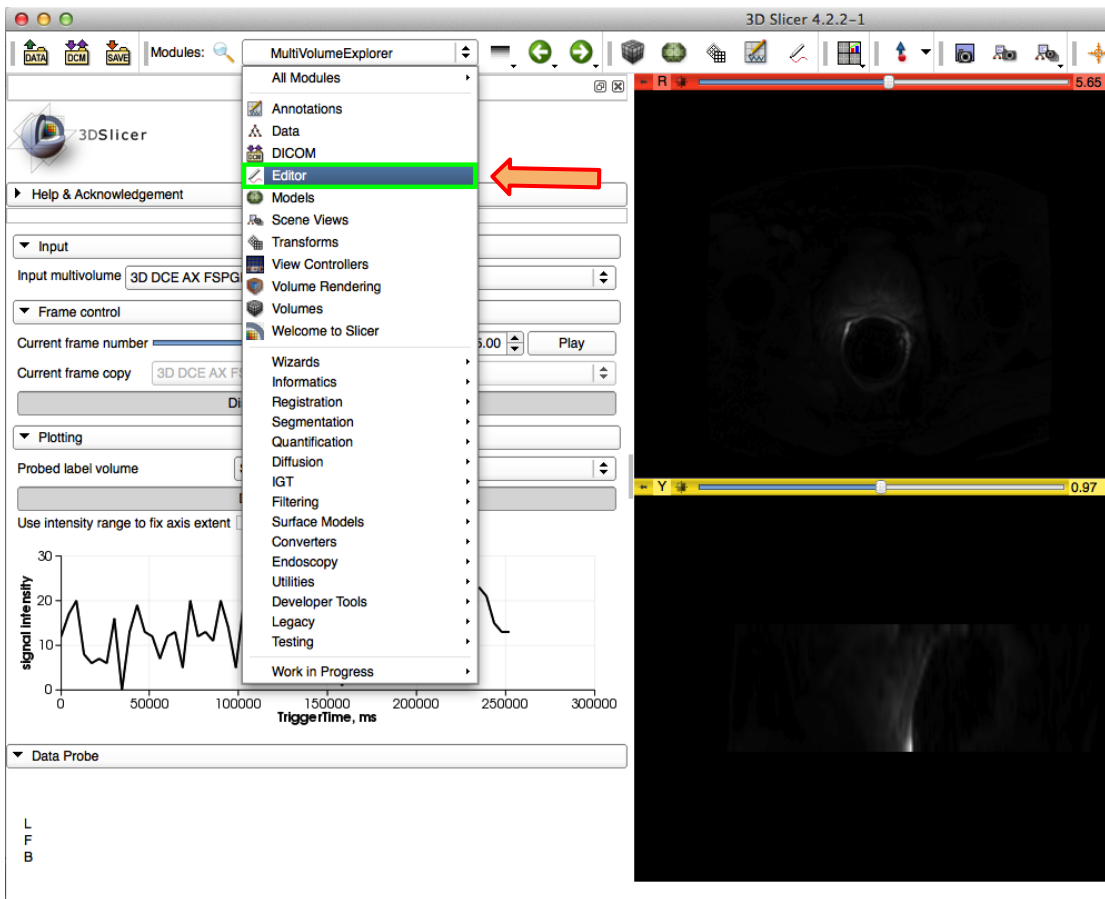 3D Slicer 4.2.2-1
DATA DCM SAVE Modules: MultiVolumeExplorer
All Modules
R 5.65
Annotations
3DSlicer
Data
DCM DICOM
Editor
Help & Acknowledgement
Models
Scene Views
Input
Transforms
View Controllers
Input multivolume 3D DCE AX FSPG
Volume Rendering
Frame control
Volumes
Welcome to Slicer
Current frame number 5.00 Play
Wizards
Current frame copy 3D DCE AX FS
Informatics
Di
Registration
Segmentation
Plotting
Quantification
Probed label volume
Diffusion
IGT
Y 0.97
Filtering
Use intensity range to fix axis extent
Surface Models
Converters
Endoscopy
Utilities
Developer Tools
Legacy
Testing
Work in Progress
30
20
10
0
signal intensity
0 50000 100000 150000 200000 250000 300000
TriggerTime, ms
Data Probe
L
F
B